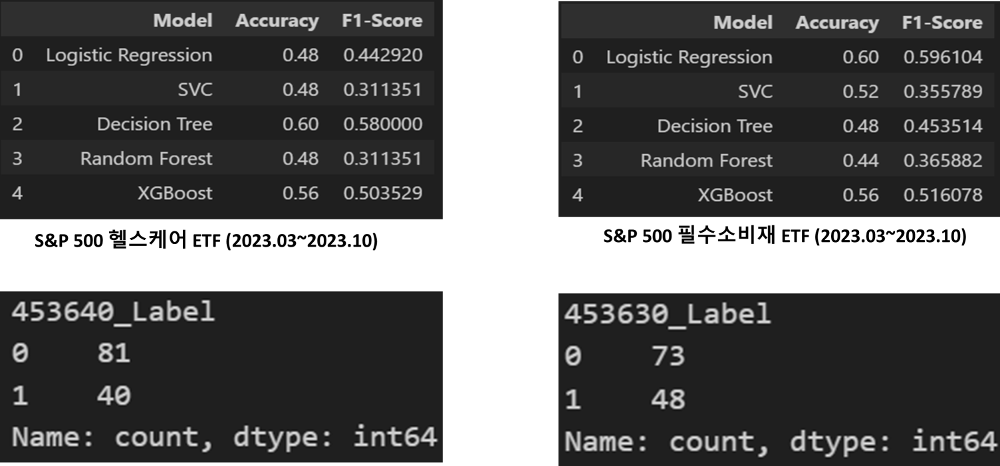 Model Accuracy F1-Score
0 Logistic Regression 0.48 0.442920
1 SVC 0.48 0.311351
2 Decision Tree 0.60 0.580000
3 Random Forest 0.48 0.311351
4 XGBoost 0.56 0.503529
S&P 500 헬스케어 ETF (2023.03~2023.10)
Model Accuracy F1-Score
0 Logistic Regression 0.60 0.596104
1 SVC 0.52 0.355789
2 Decision Tree 0.48 0.453514
3 Random Forest 0.44 0.365882
4 XGBoost 0.56 0.516078
S&P 500 필수소비재 ETF (2023.03~2023.10)
453640_Label
0 81
1 40
Name: count, dtype: int64
453630_Label
0 73
1 48
Name: count, dtype: int64